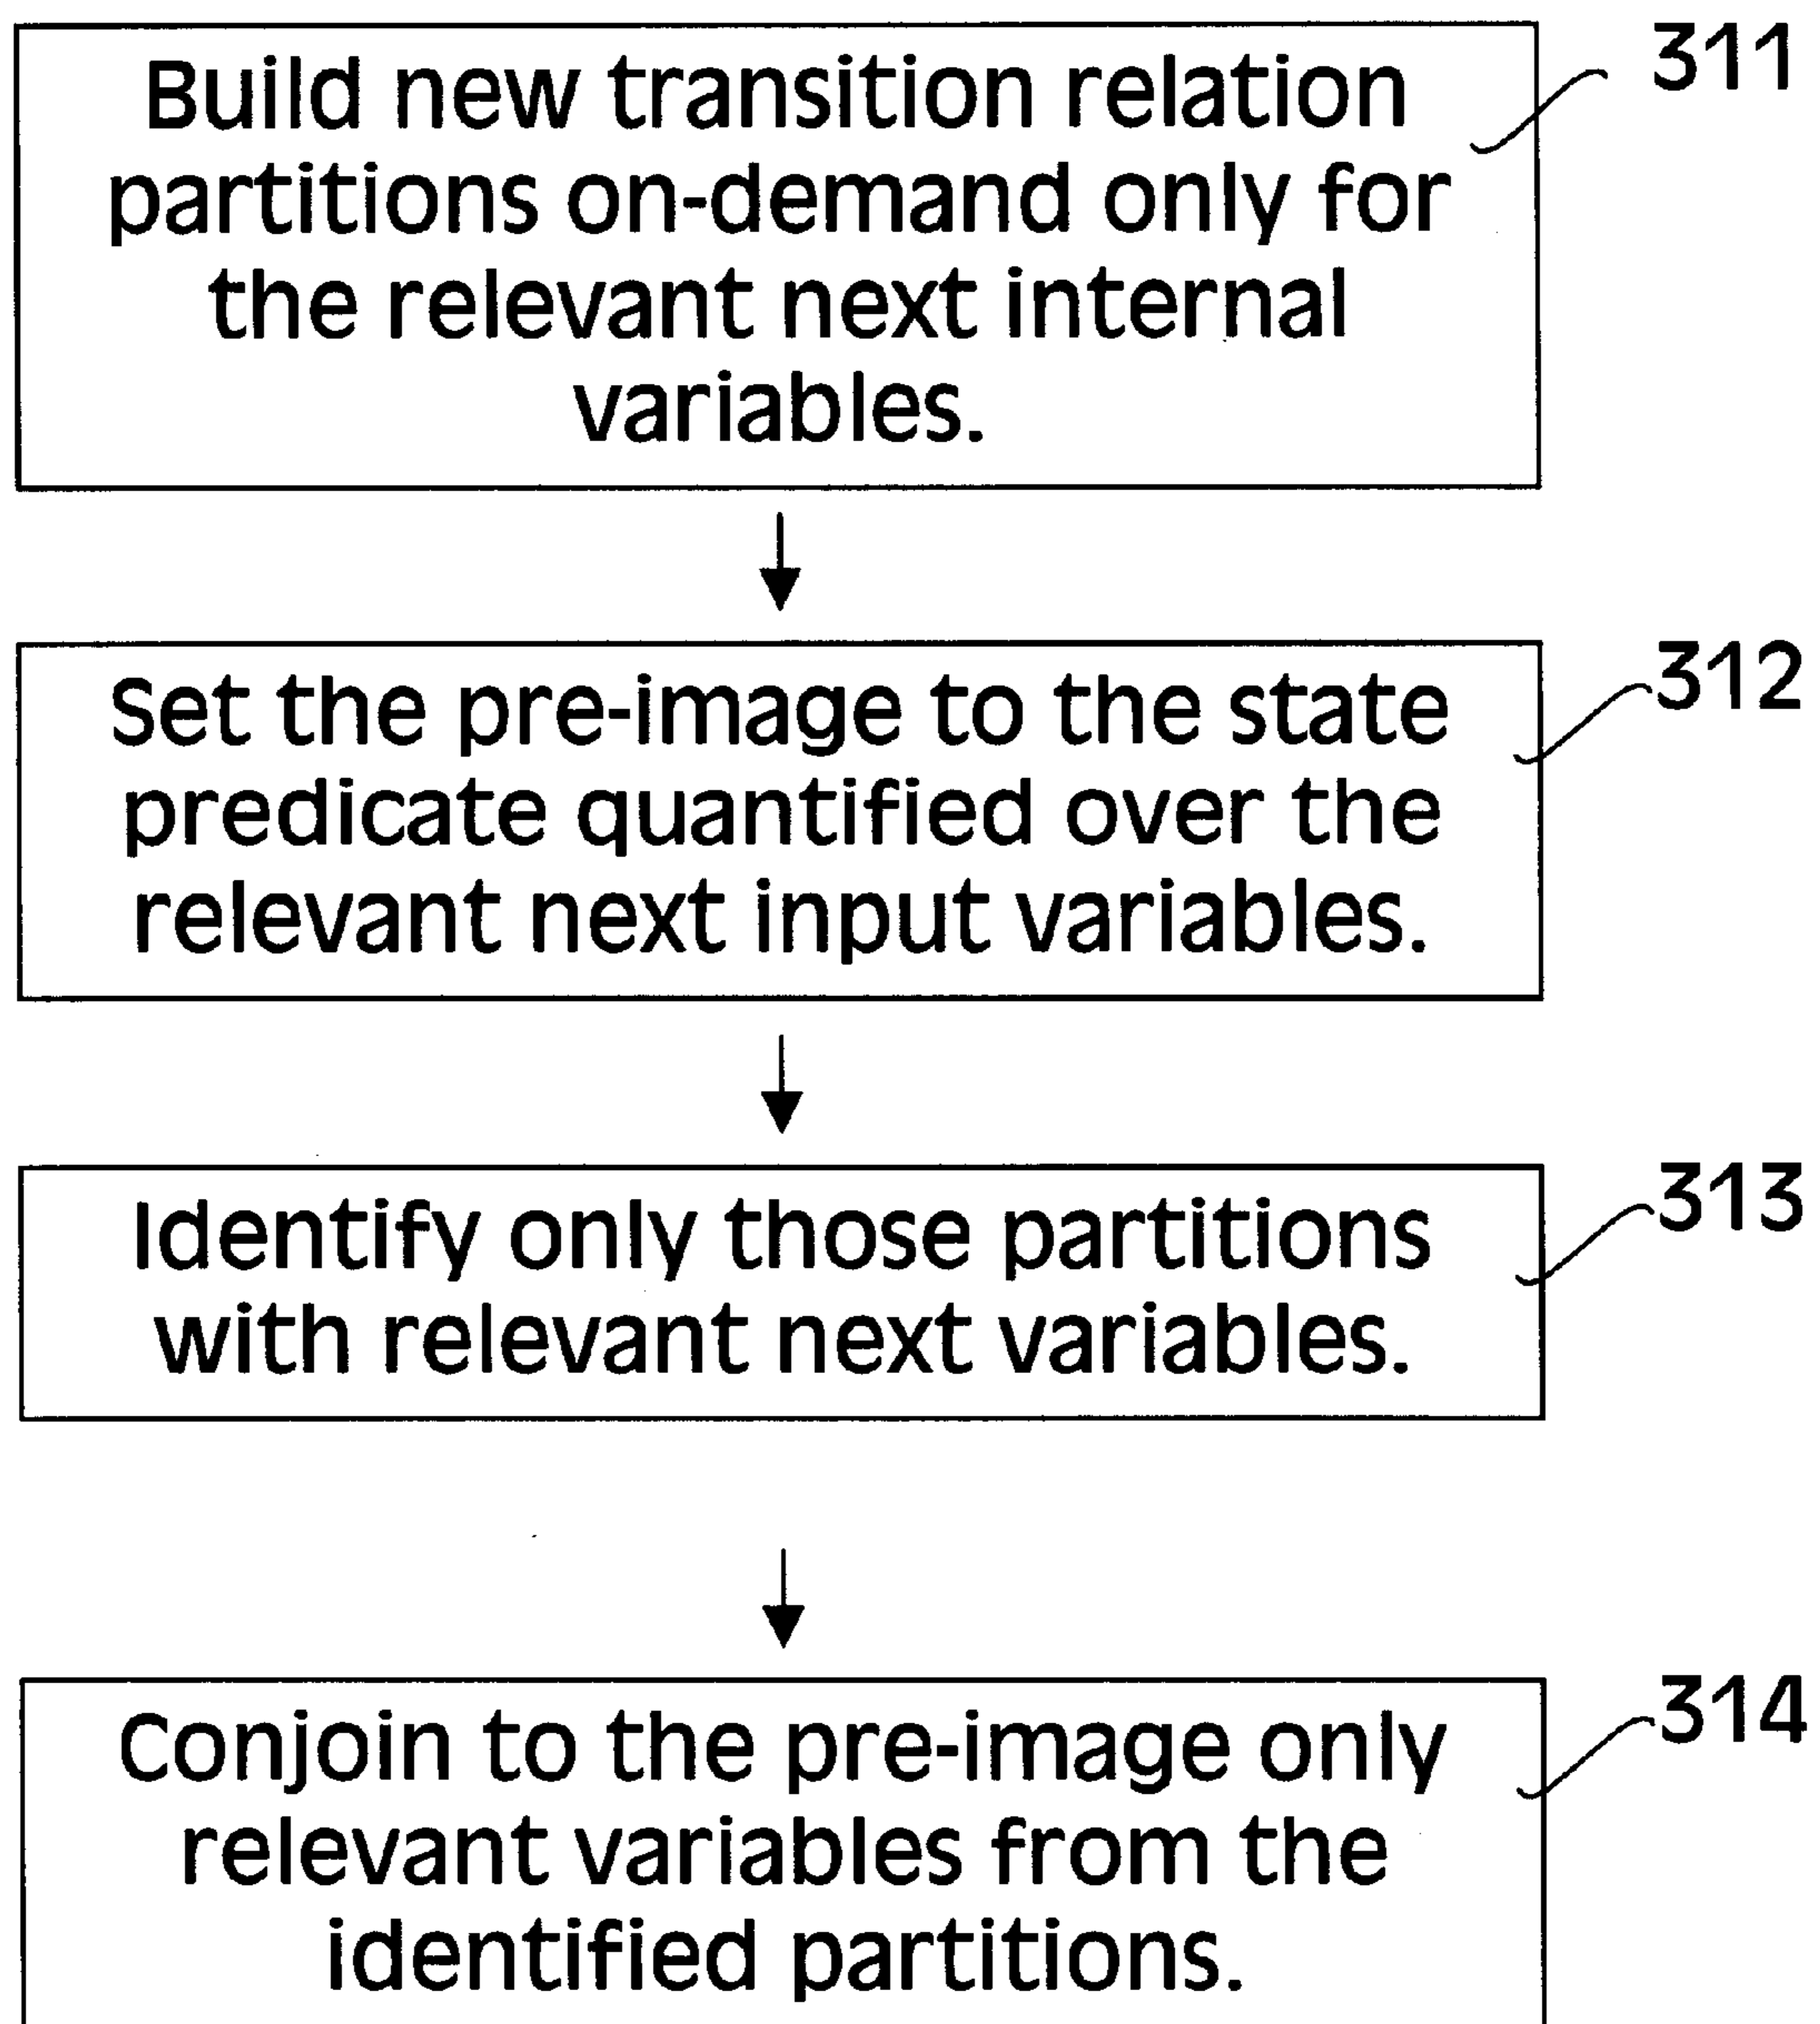 311
Build new transition relation
partitions on-demand only for
the relevant next internal
variables.
312
Set the pre-image to the state
predicate quantified over the
relevant next input variables.
313
Identify only those partitions
with relevant next variables.
314
Conjoin to the pre-image only
relevant variables from the
identified partitions.